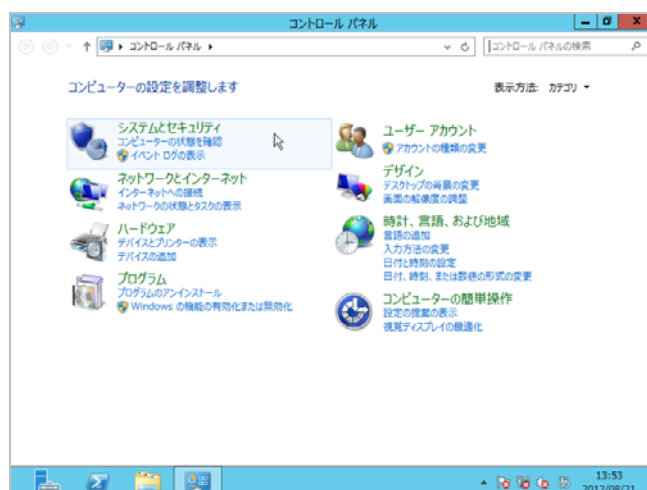 コントロール パネル
コントロール パネル
コントロール パネルの検索
コンピューターの設定を調整します
表示方法: カテゴリ
システムとセキュリティ
コンピューターの状態を確認
イベント ログの表示
ネットワークとインターネット
インターネットへの接続
ネットワークの状態とタスクの表示
ハードウェア
デバイスとプリンターの表示
デバイスの追加
プログラム
プログラムのアンインストール
Windows の機能の有効化または無効化
ユーザー アカウント
アカウントの種類の変更
デザイン
デスクトップの背景の変更
画面の解像度の調整
時計、言語、および地域
言語の追加
入力方法の変更
日付と時刻の設定
日付、時刻、または数値の形式の変更
コンピューターの簡単操作
設定の提案の表示
視覚ディスプレイの最適化
13:53
2012/08/21